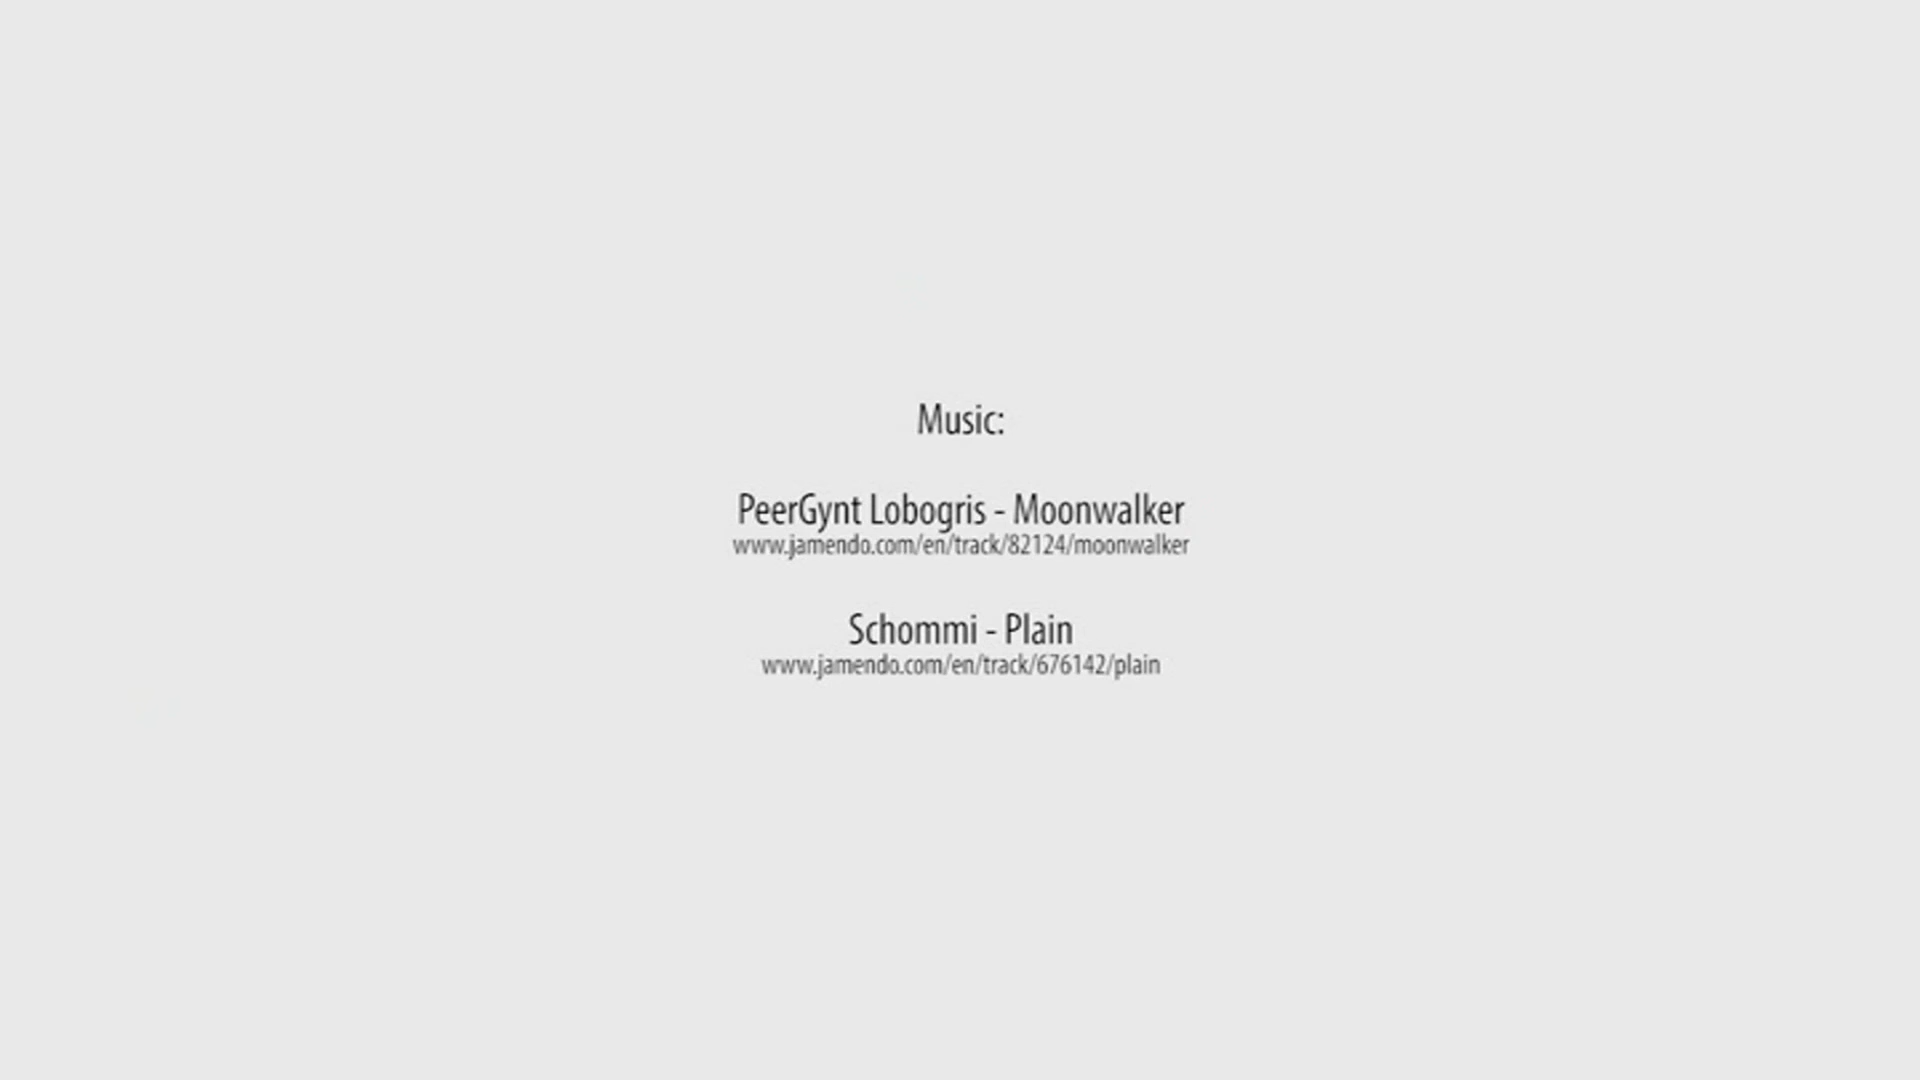 Music:
PeerGynt Lobogris - Moonwalker
www.jamendo.com/en/track/82124/moonwalker
Schommi - Plain
www.jamendo.com/en/track/676142/plain